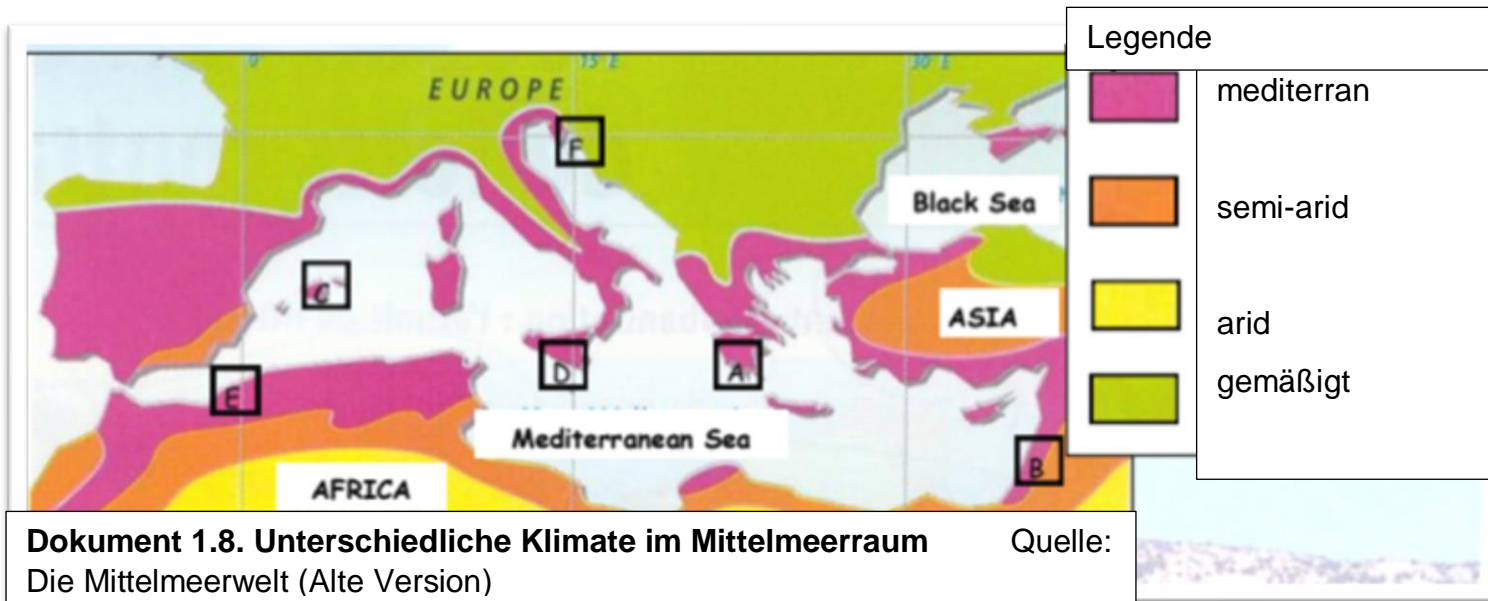 Legende
mediterran
semi-arid
arid
gemäßigt
0
15° E
30° E
EUROPE
F
Black Sea
C
ASIA
E
D
A
Mediterranean Sea
B
AFRICA
Dokument 1.8. Unterschiedliche Klimate im Mittelmeerraum Quelle:
Die Mittelmeerwelt (Alte Version)